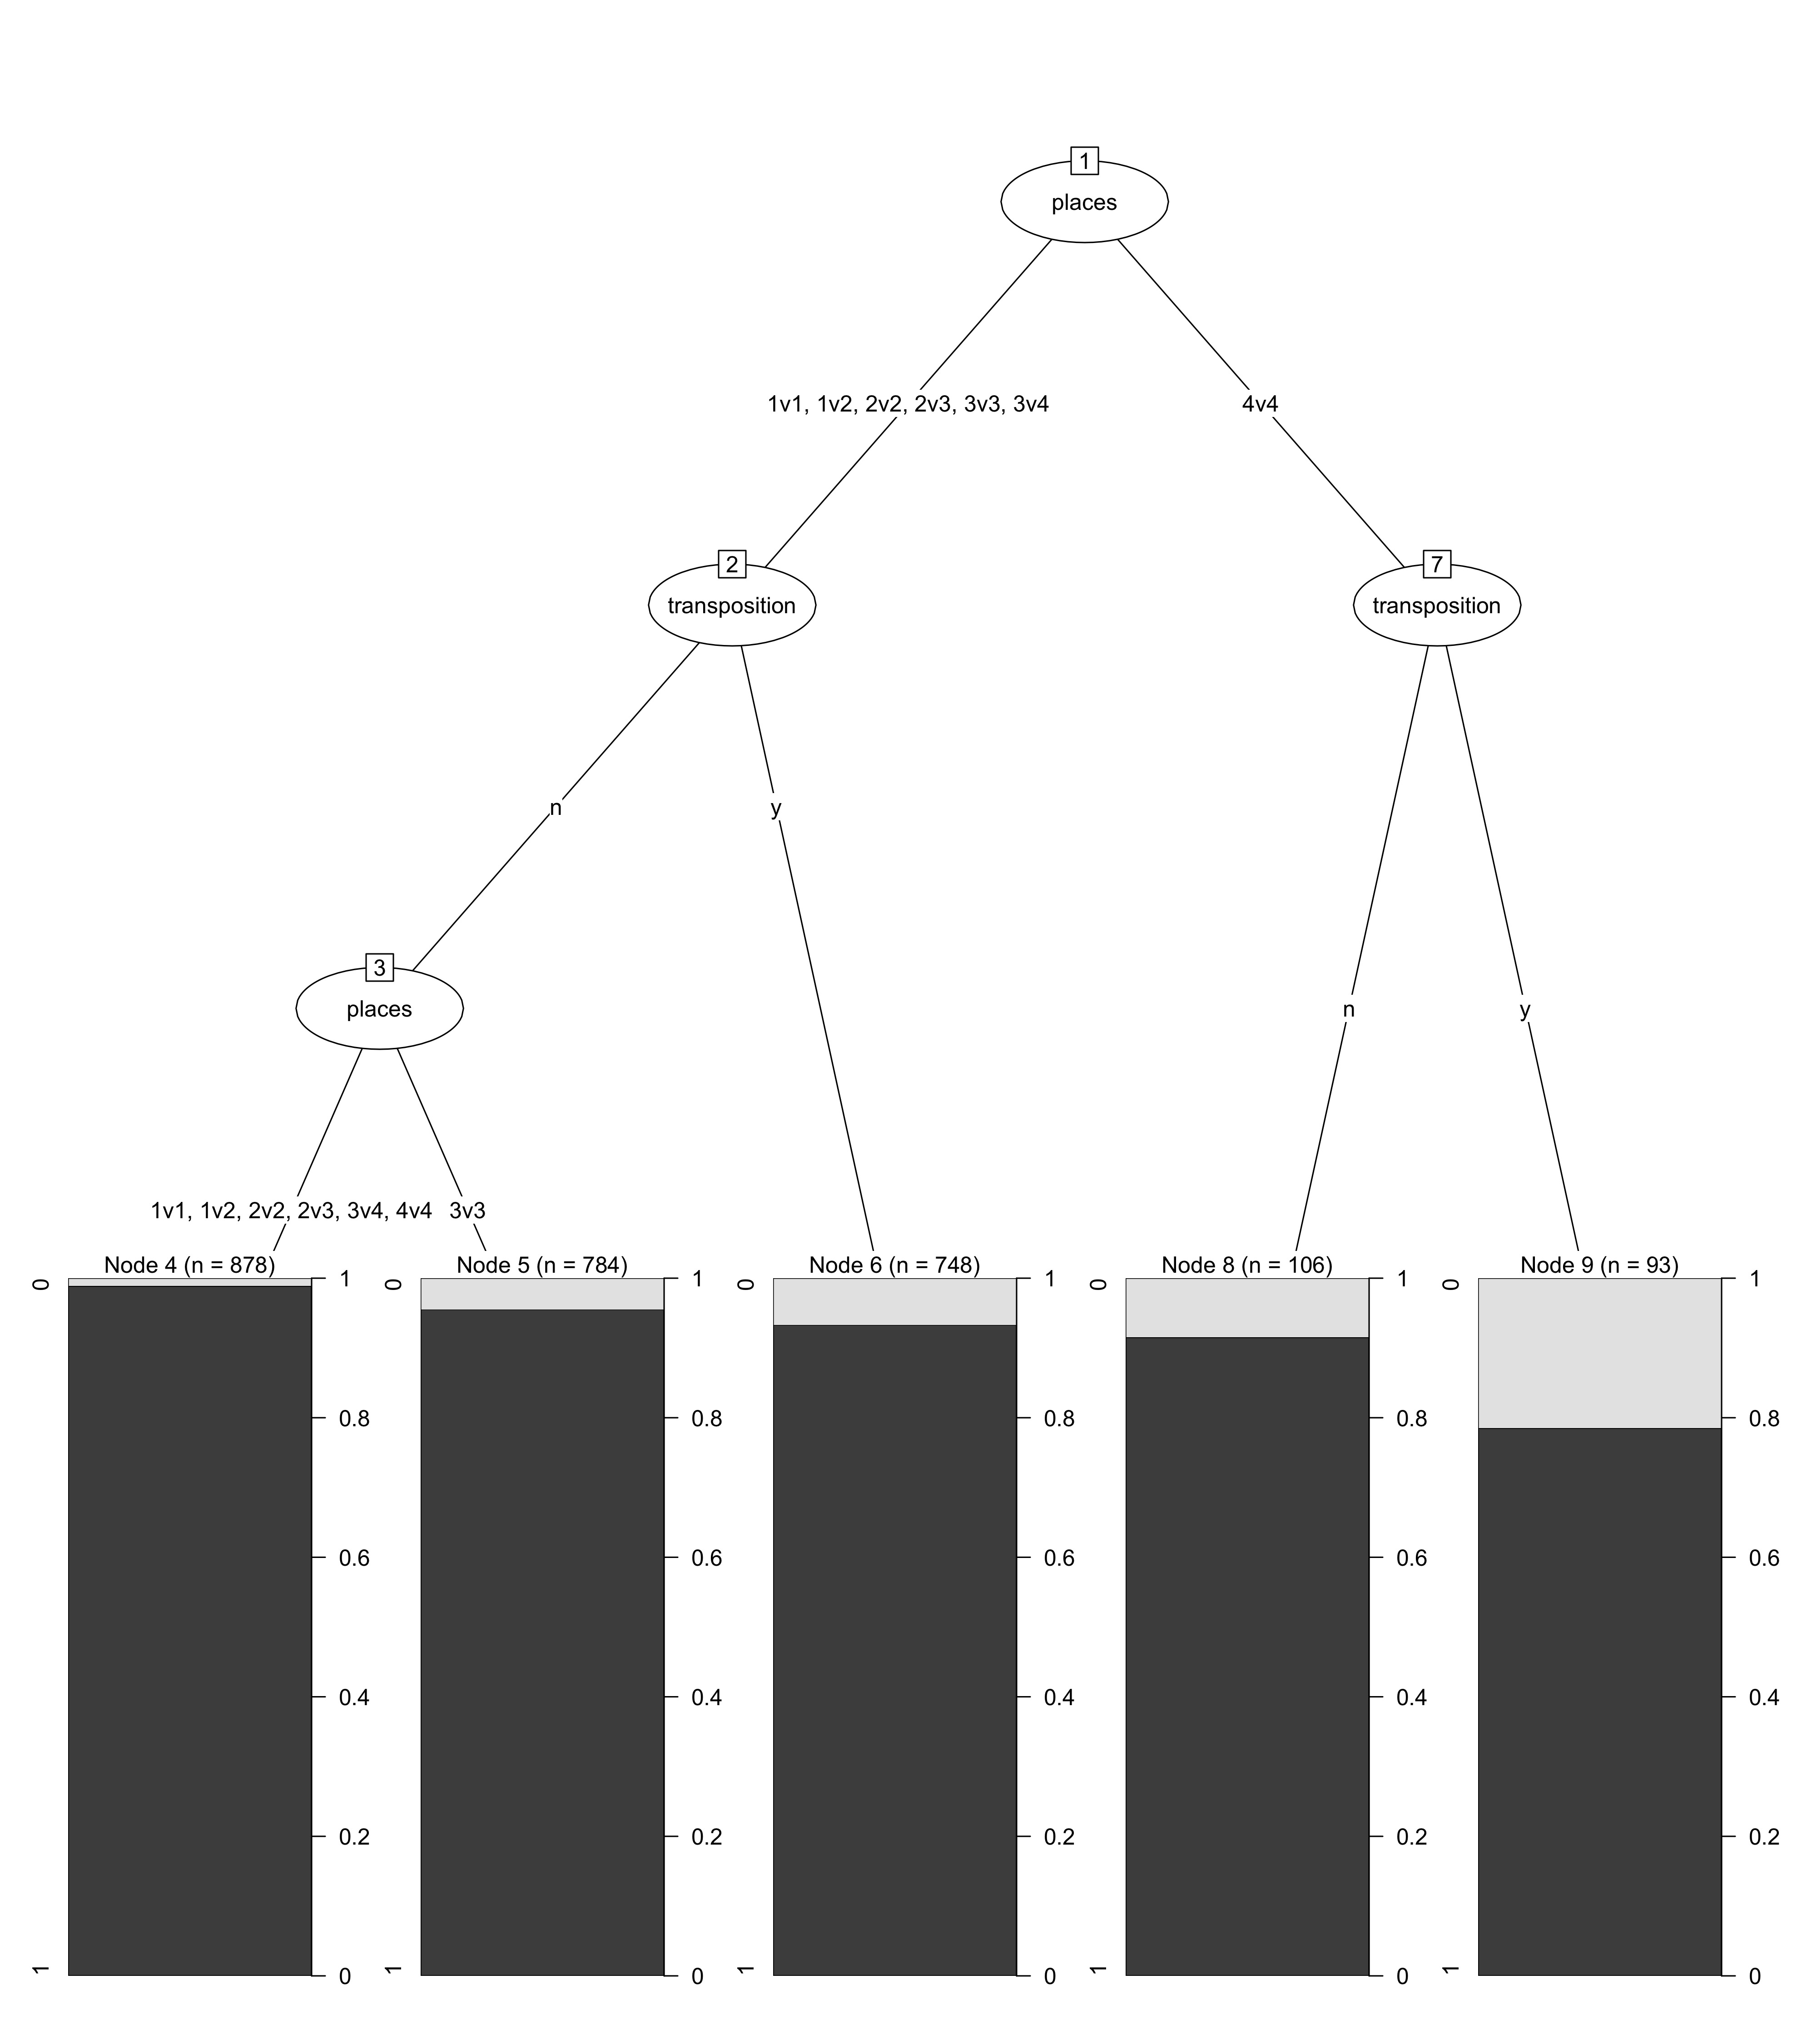 1
places
1v1, 1v2, 2v2, 2v3, 3v3, 3v4
4v4
2
transposition
7
transposition
n
y
3
places
n
y
1v1, 1v2, 2v2, 2v3, 3v4, 4v4
3v3
Node 4 (n = 878)
0
1
1
0.8
0.6
0.4
0.2
0
Node 5 (n = 784)
0
1
1
0.8
0.6
0.4
0.2
0
Node 6 (n = 748)
0
1
1
0.8
0.6
0.4
0.2
0
Node 8 (n = 106)
0
1
1
0.8
0.6
0.4
0.2
0
Node 9 (n = 93)
0
1
1
0.8
0.6
0.4
0.2
0